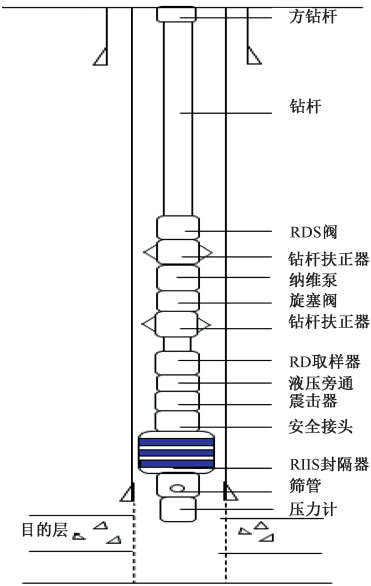 方钻杆
钻杆
RDS阀
钻杆扶正器
纳维泵
旋塞阀
钻杆扶正器
RD取样器
液压旁通
震击器
安全接头
RIIS封隔器
筛管
压力计
目的层